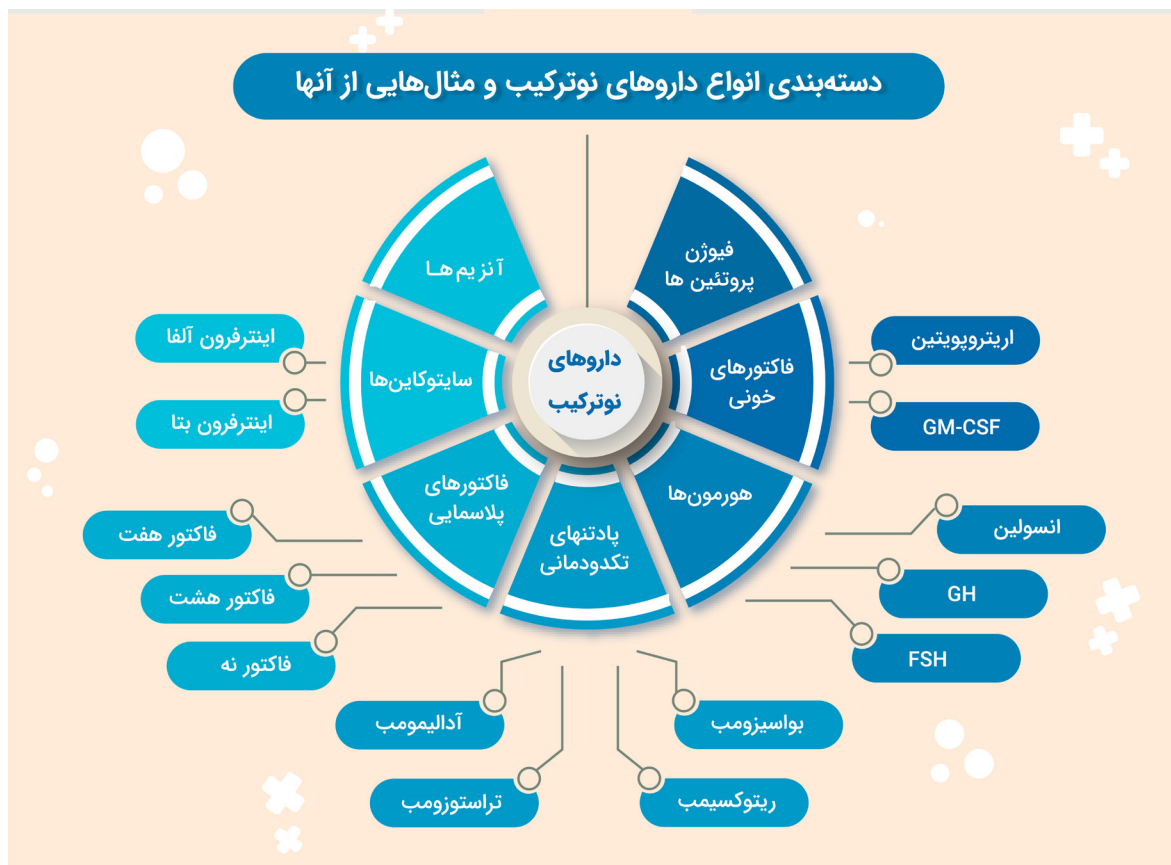 دسته‌بندی انواع داروهای نوترکیب و مثال‌هایی از آنها
داروهای
نوترکیب
فیوژن
پروتئین ها
فاکتورهای
خونی
اریتروپویتین
GM-CSF
هورمون‌ها
انسولین
GH
FSH
پادتنهای
تکدودمانی
بواسیزومب
ریتوکسیمب
تراستوزومب
آدالیمومب
فاکتورهای
پلاسمایی
فاکتور هفت
فاکتور هشت
فاکتور نه
سایتوکاین‌ها
اینترفرون آلفا
اینترفرون بتا
آنزیم‌هـا